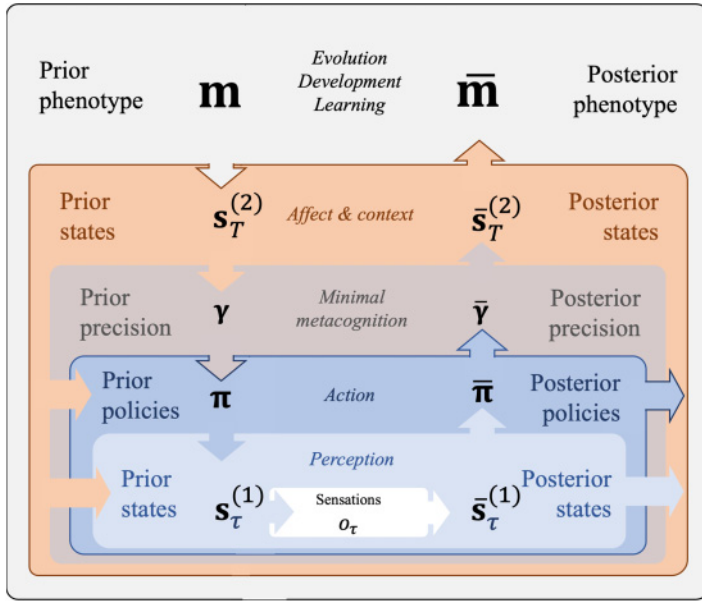 Prior phenotype
m
Evolution
Development
Learning
m̄
Posterior phenotype
Prior states
s_T^(2)
Affect & context
s̄_T^(2)
Posterior states
Prior precision
γ
Minimal metacognition
γ̄
Posterior precision
Prior policies
π
Action
π̄
Posterior policies
Perception
Prior states
s_τ^(1)
Sensations
o_τ
s̄_τ^(1)
Posterior states